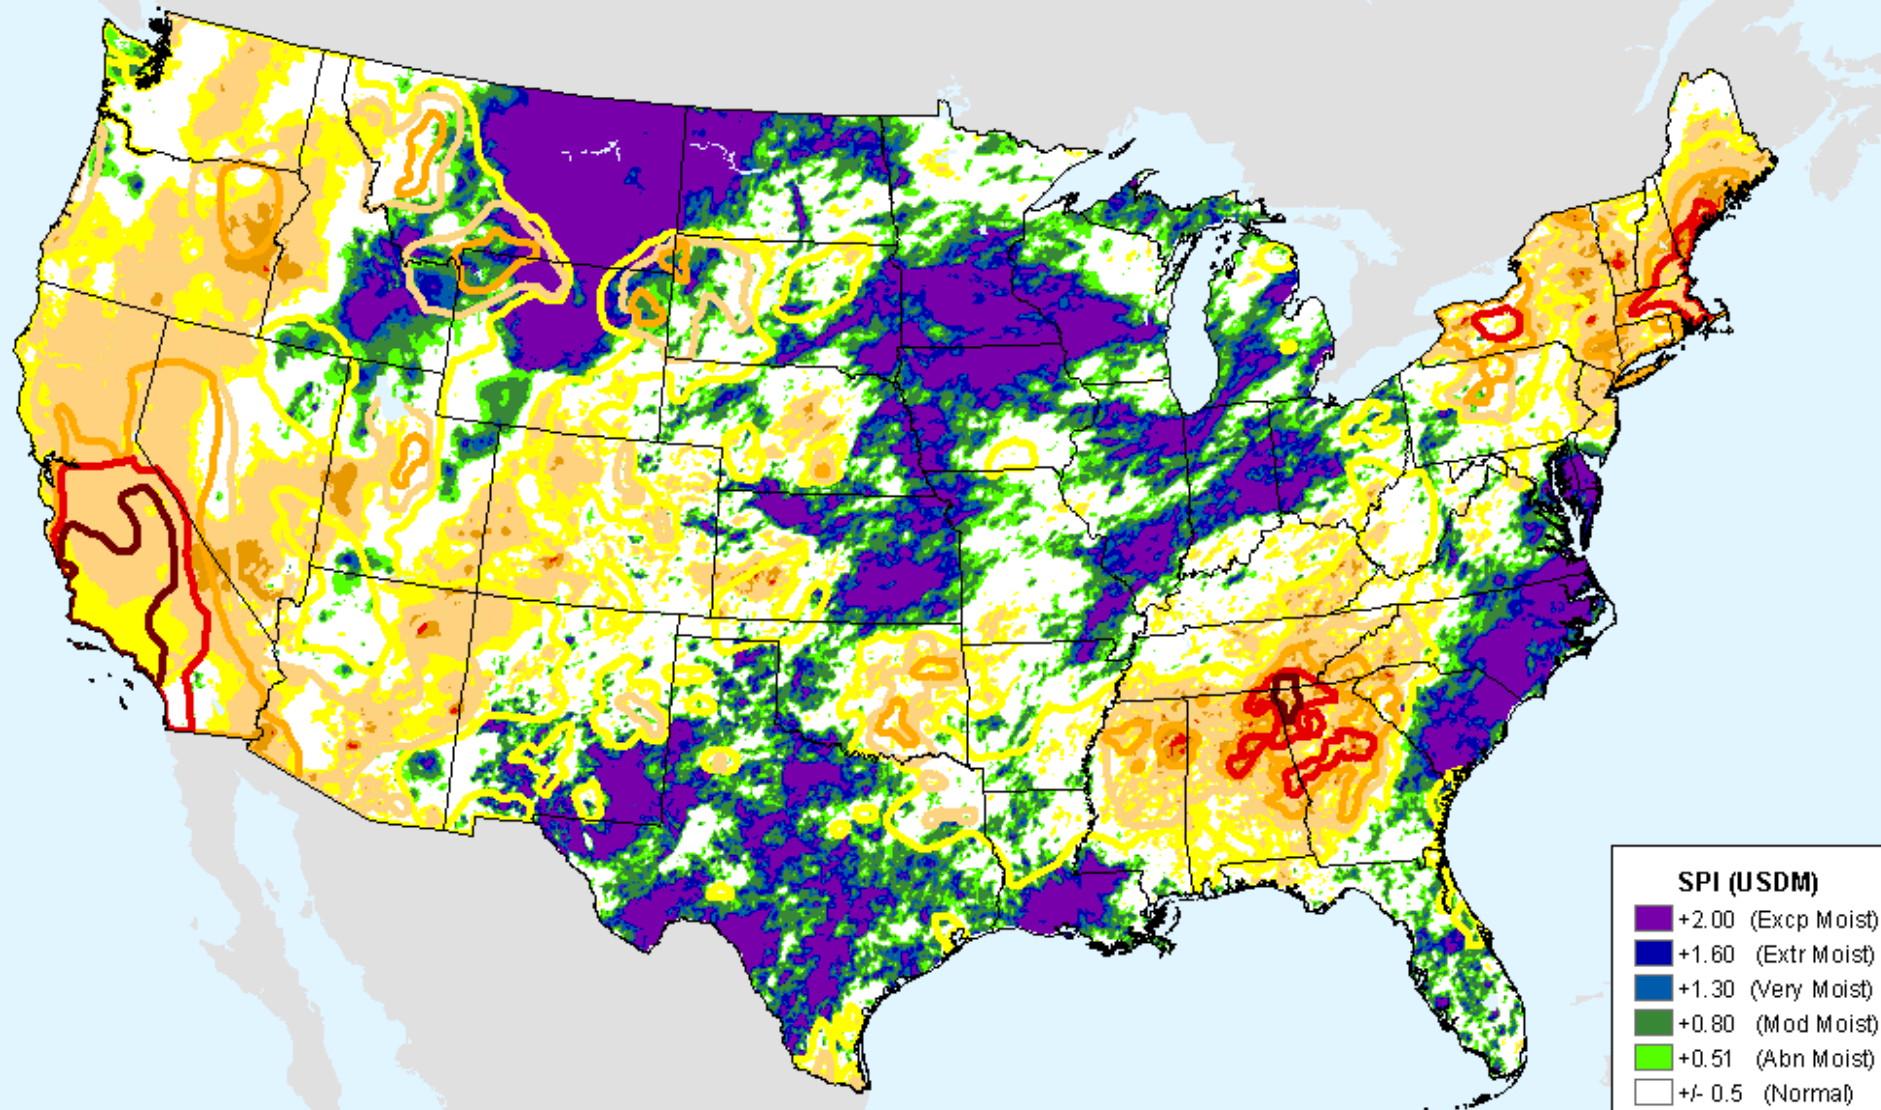 SPI (USDM)
+2.00 (Excp Moist)
+1.60 (Extr Moist)
+1.30 (Very Moist)
+0.80 (Mod Moist)
+0.51 (Abn Moist)
+/- 0.5 (Normal)